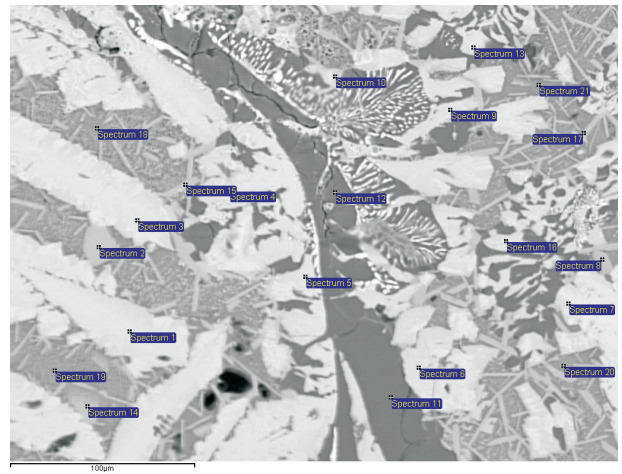 Spectrum 13
Spectrum 10
Spectrum 21
Spectrum 9
Spectrum 18
Spectrum 17
Spectrum 15
Spectrum 4
Spectrum 12
Spectrum 3
Spectrum 2
Spectrum 16
Spectrum 8
Spectrum 5
Spectrum 7
Spectrum 1
Spectrum 6
Spectrum 20
Spectrum 19
Spectrum 11
Spectrum 14
100µm